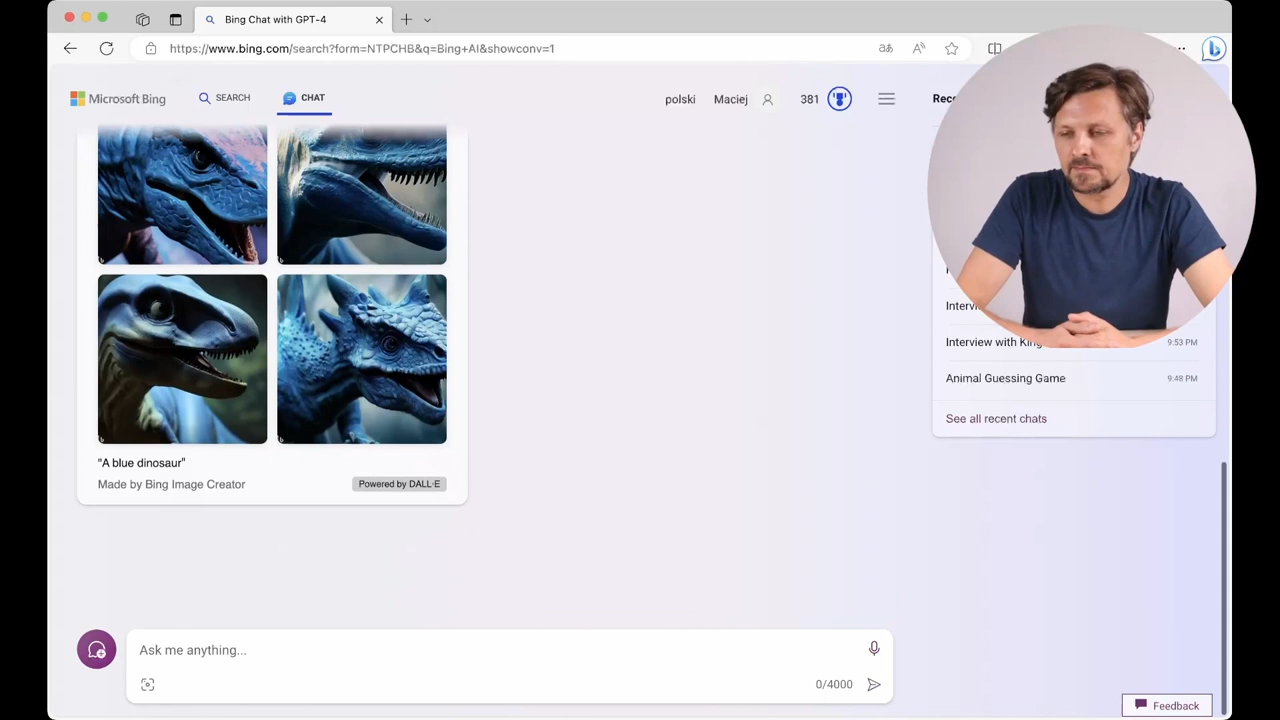 Bing Chat with GPT-4
https://www.bing.com/search?form=NTPCHB&q=Bing+AI&showconv=1
Microsoft Bing
SEARCH
CHAT
polski
Maciej
381
"A blue dinosaur"
Made by Bing Image Creator
Powered by DALL·E
Interview with
9:53 PM
Animal Guessing Game
9:48 PM
See all recent chats
Ask me anything...
0/4000
Feedback